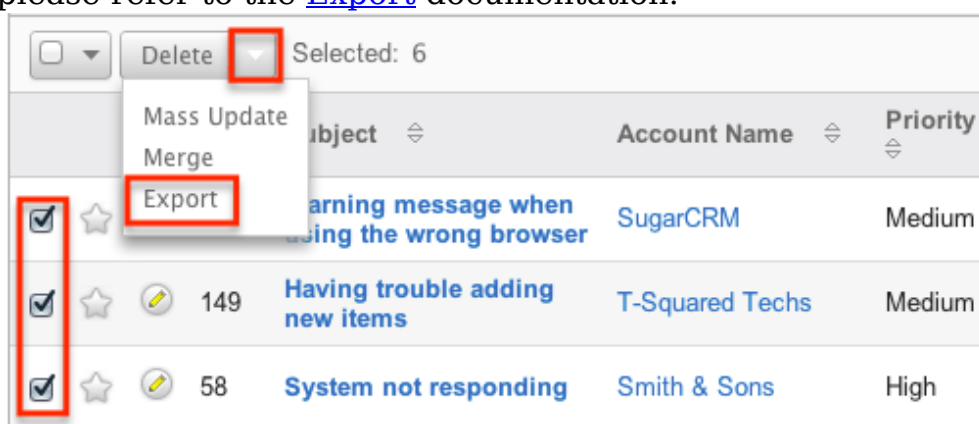 please refer to the Export documentation.
Delete Selected: 6
Mass Update
Merge
Export
ubject Account Name Priority
arning message when
using the wrong browser
SugarCRM Medium
149 Having trouble adding
new items
T-Squared Techs Medium
58 System not responding Smith & Sons High